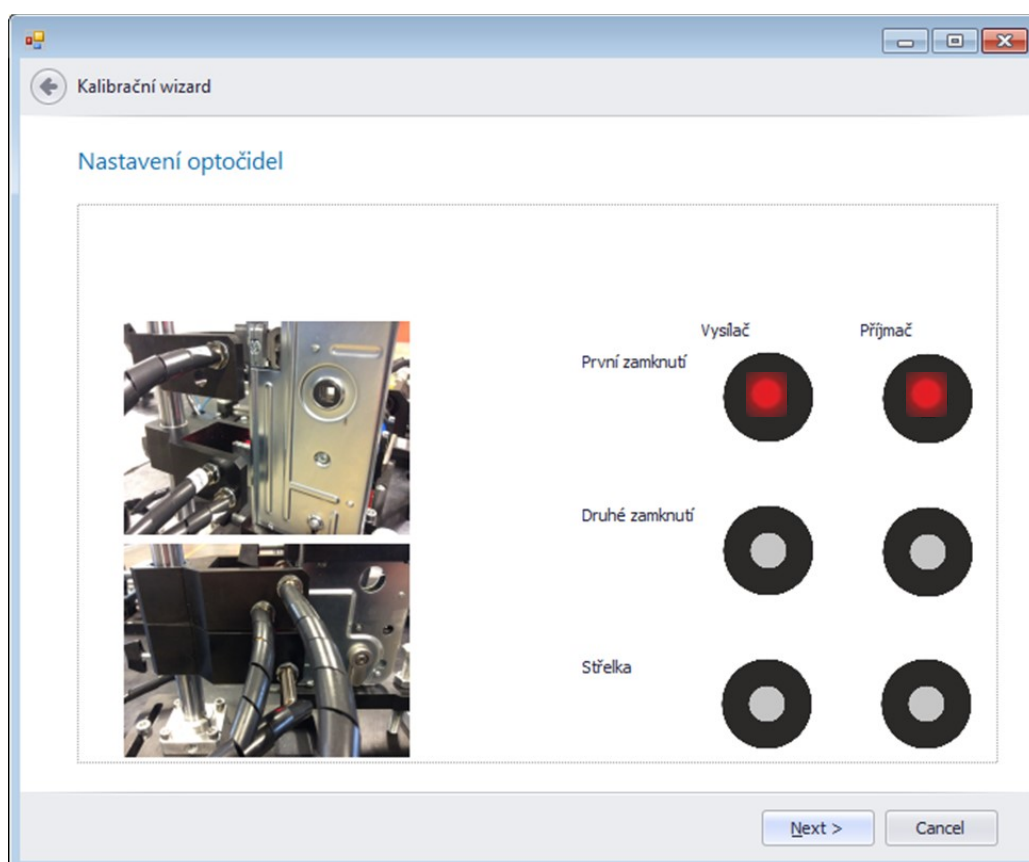 Kalibrační wizard
Nastavení optočidel
Vysílač Příjmač
První zamknutí
Druhé zamknutí
Střelka
Next > Cancel